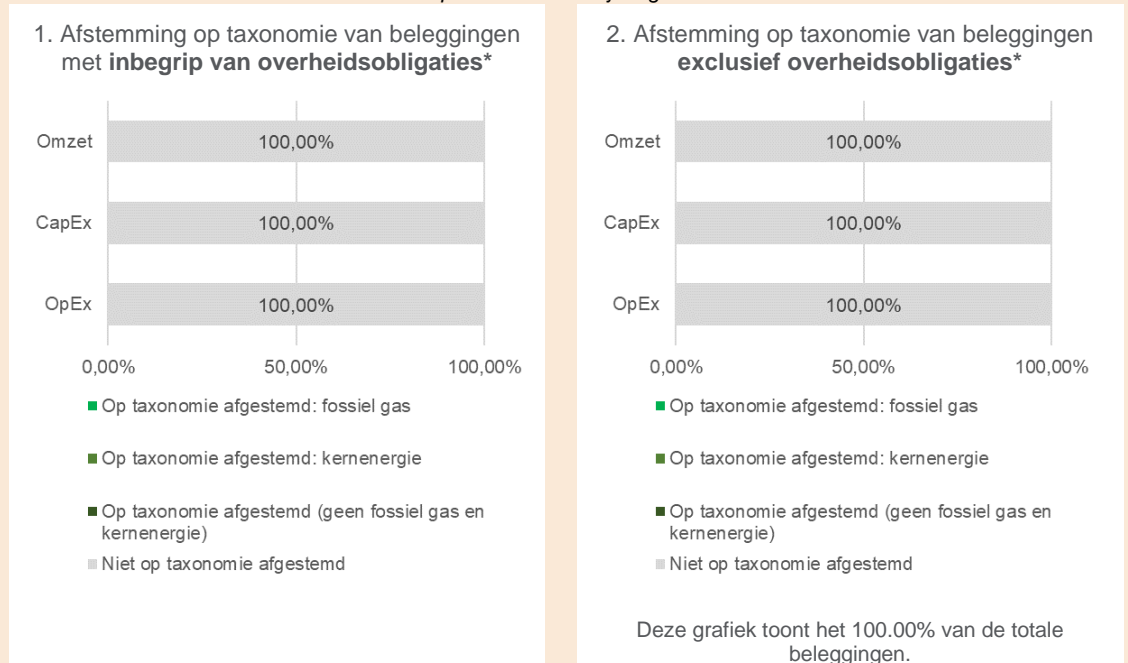 1. Afstemming op taxonomie van beleggingen
met inbegrip van overheidsobligaties*
Omzet
100,00%
CapEx
100,00%
OpEx
100,00%
0,00%
50,00%
100,00%
Op taxonomie afgestemd: fossiel gas
Op taxonomie afgestemd: kernenergie
Op taxonomie afgestemd (geen fossiel gas en
kernenergie)
Niet op taxonomie afgestemd
2. Afstemming op taxonomie van beleggingen
exclusief overheidsobligaties*
Omzet
100,00%
CapEx
100,00%
OpEx
100,00%
0,00%
50,00%
100,00%
Op taxonomie afgestemd: fossiel gas
Op taxonomie afgestemd: kernenergie
Op taxonomie afgestemd (geen fossiel gas en
kernenergie)
Niet op taxonomie afgestemd
Deze grafiek toont het 100.00% van de totale
beleggingen.